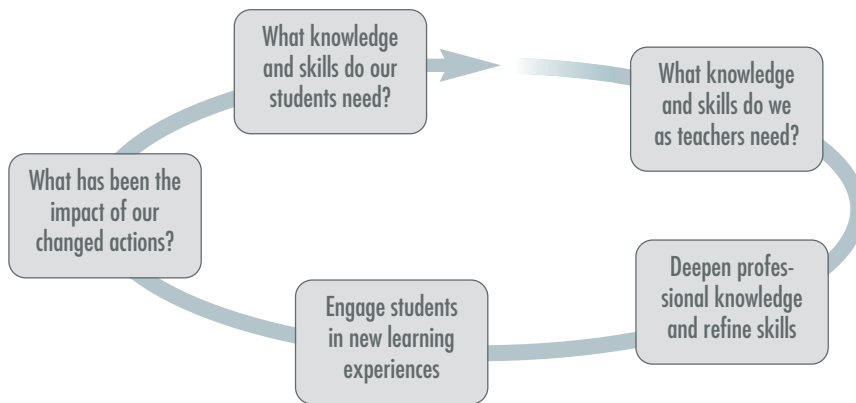 What knowledge
and skills do our
students need?
What knowledge
and skills do we
as teachers need?
Deepen profes-
sional knowledge
and refine skills
Engage students
in new learning
experiences
What has been the
impact of our
changed actions?